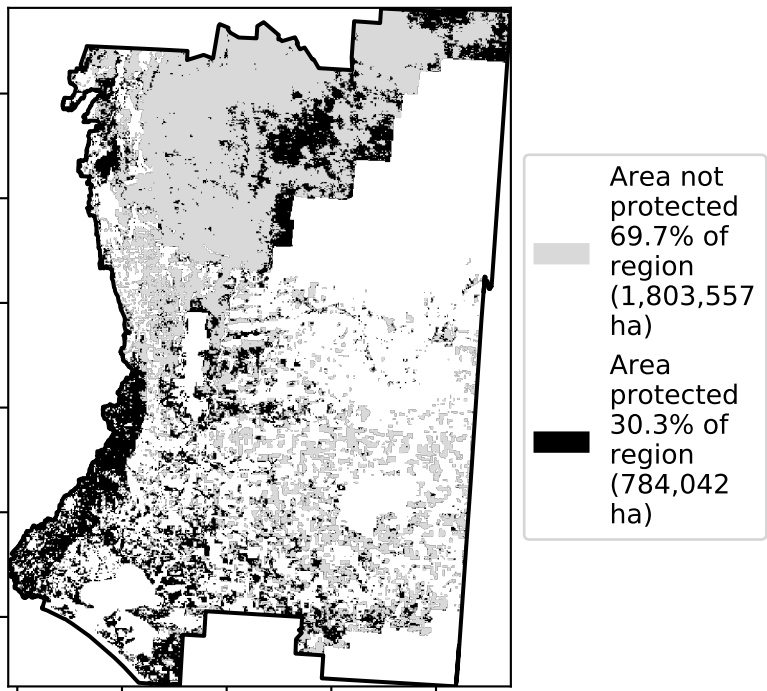 Area not
protected
69.7% of
region
(1,803,557
ha)
Area
protected
30.3% of
region
(784,042
ha)